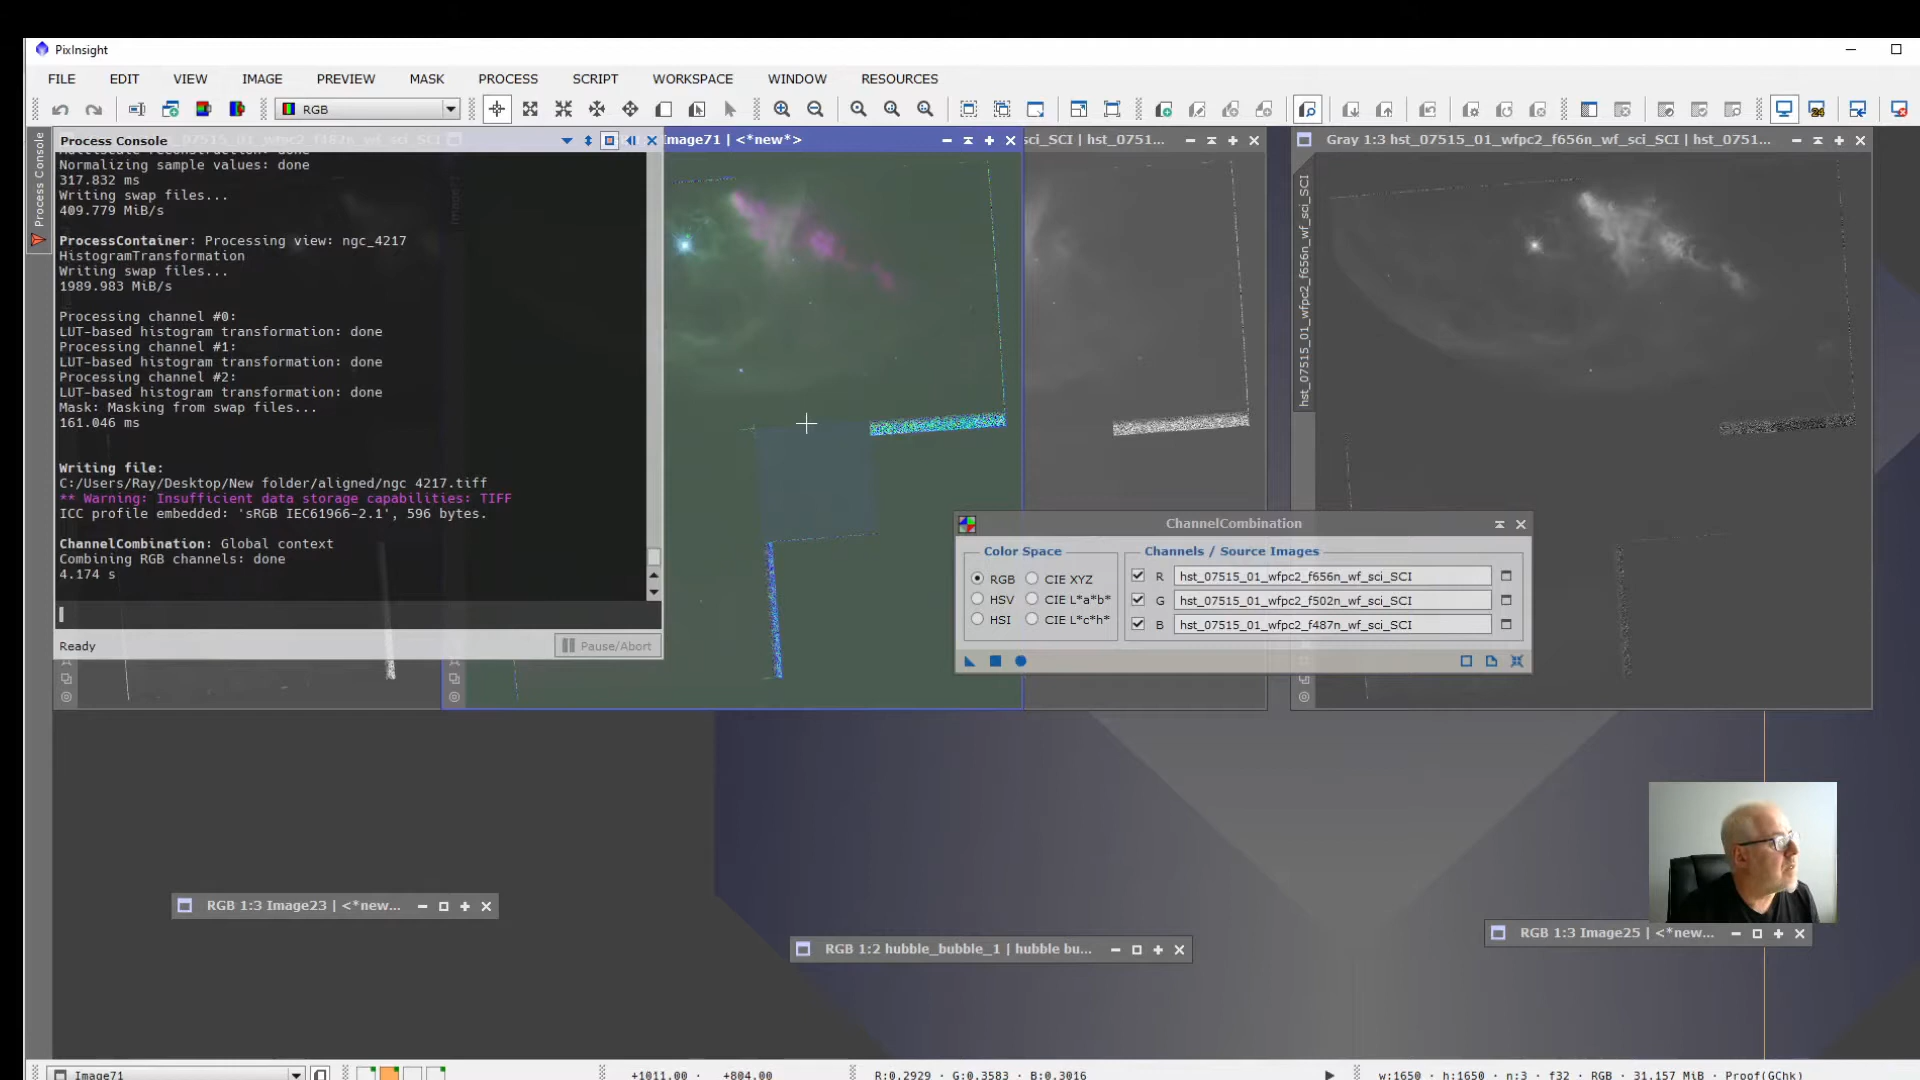 PixInsight
FILE EDIT VIEW IMAGE PREVIEW MASK PROCESS SCRIPT WORKSPACE WINDOW RESOURCES
RGB
Process Console
Process Console
Normalizing sample values: done
317.832 ms
Writing swap files...
409.779 MiB/s
ProcessContainer: Processing view: ngc_4217
HistogramTransformation
Writing swap files...
1989.983 MiB/s
Processing channel #0:
LUT-based histogram transformation: done
Processing channel #1:
LUT-based histogram transformation: done
Processing channel #2:
LUT-based histogram transformation: done
Mask: Masking from swap files...
161.046 ms
Writing file:
C:/Users/Ray/Desktop/New folder/aligned/ngc 4217.tiff
** Warning: Insufficient data storage capabilities: TIFF
ICC profile embedded: 'sRGB IEC61966-2.1', 596 bytes.
ChannelCombination: Global context
Combining RGB channels: done
4.174 s
Ready
Pause/Abort
Image71 | <*new*>
sci_SCI | hst_0751...
Gray 1:3 hst_07515_01_wfpc2_f656n_wf_sci_SCI | hst_0751...
hst_07515_01_wfpc2_f656n_wf_sci_SCI
ChannelCombination
Color Space
RGB CIE XYZ
HSV CIE L*a*b*
HSI CIE L*c*h*
Channels / Source Images
R hst_07515_01_wfpc2_f656n_wf_sci_SCI
G hst_07515_01_wfpc2_f502n_wf_sci_SCI
B hst_07515_01_wfpc2_f487n_wf_sci_SCI
RGB 1:3 Image23 | <*new...
RGB 1:2 hubble_bubble_1 | hubble bu...
RGB 1:3 Image25 | <*new...
Image71
+1011.00 +804.00
R:0.2929 · G:0.3583 · B:0.3016
w:1650 · h:1650 · n:3 · f32 · RGB · 31.157 MiB · Proof(GChk)